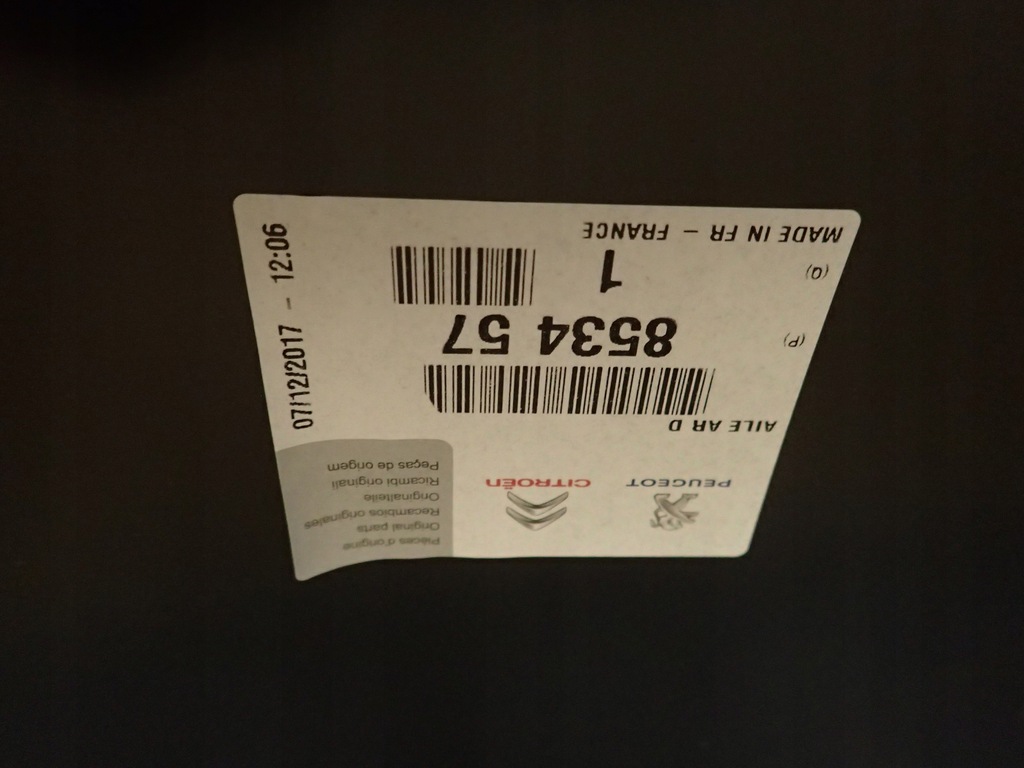 PEUGEOT
CITROËN
Pièces d'origine
Original parts
Recambios originales
Originalteile
Ricambi originali
Peças de origem
AILE AR D
(P)
8534 57
(Q)
1
MADE IN FR - FRANCE
07/12/2017 - 12:06